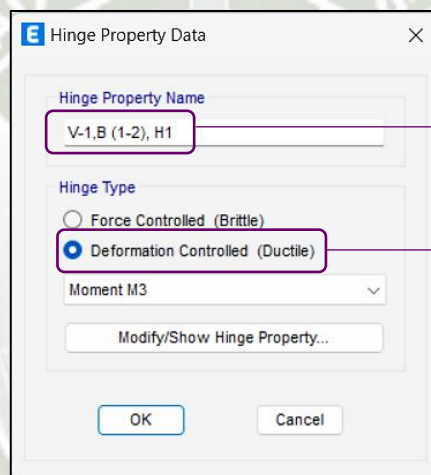 E Hinge Property Data
Hinge Property Name
V-1,B (1-2), H1
Hinge Type
Force Controlled (Brittle)
Deformation Controlled (Ductile)
Moment M3
Modify/Show Hinge Property...
OK Cancel